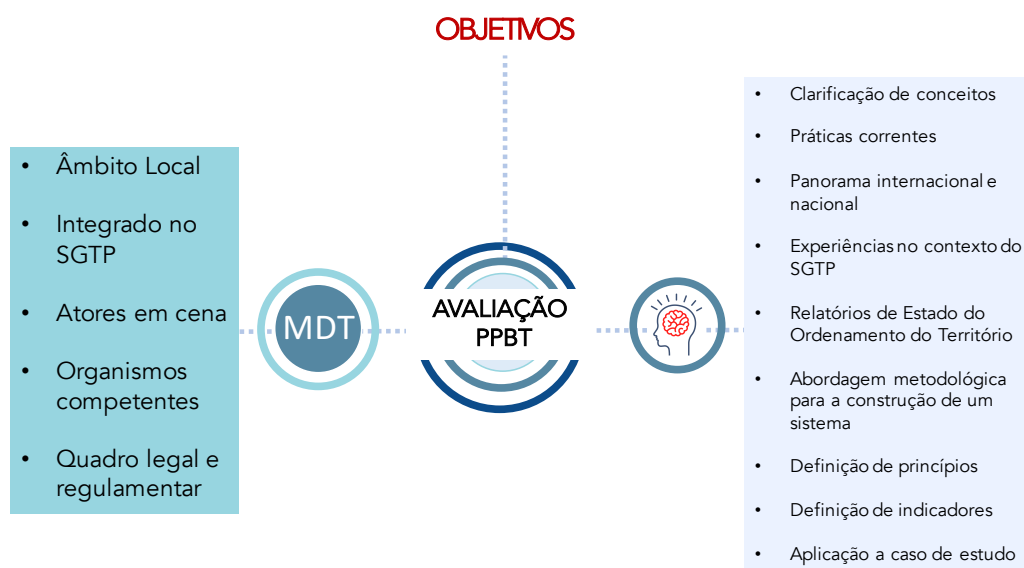 OBJETIVOS
• Âmbito Local
• Integrado no
SGTP
• Atores em cena
• Organismos
competentes
• Quadro legal e
regulamentar
MDT
AVALIAÇÃO
PPBT
• Clarificação de conceitos
• Práticas correntes
• Panorama internacional e
nacional
• Experiências no contexto do
SGTP
• Relatórios de Estado do
Ordenamento do Território
• Abordagem metodológica
para a construção de um
sistema
• Definição de princípios
• Definição de indicadores
• Aplicação a caso de estudo